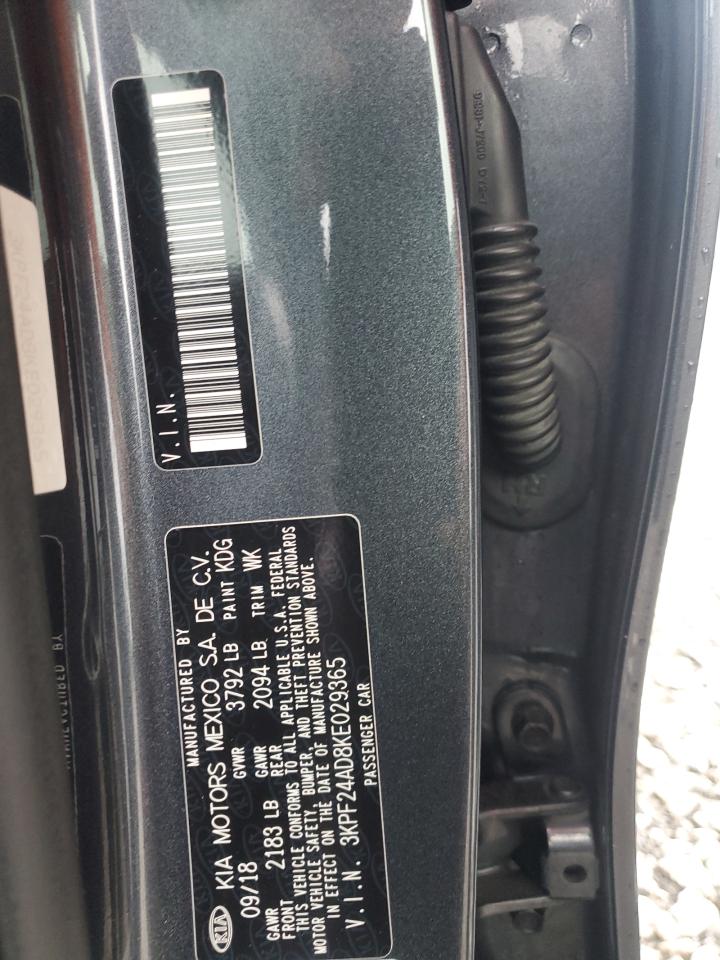 V.I.N.
MANUFACTURED BY
KIA KIA MOTORS MEXICO S.A. DE C.V.
09/18 GVWR 3792 LB PAINT KDG
GAWR FRONT 2183 LB GAWR REAR 2094 LB TRIM WK
THIS VEHICLE CONFORMS TO ALL APPLICABLE U.S.A. FEDERAL
MOTOR VEHICLE SAFETY, BUMPER, AND THEFT PREVENTION STANDARDS
IN EFFECT ON THE DATE OF MANUFACTURE SHOWN ABOVE.
V.I.N. 3KPF24AD8KE029365
PASSENGER CAR